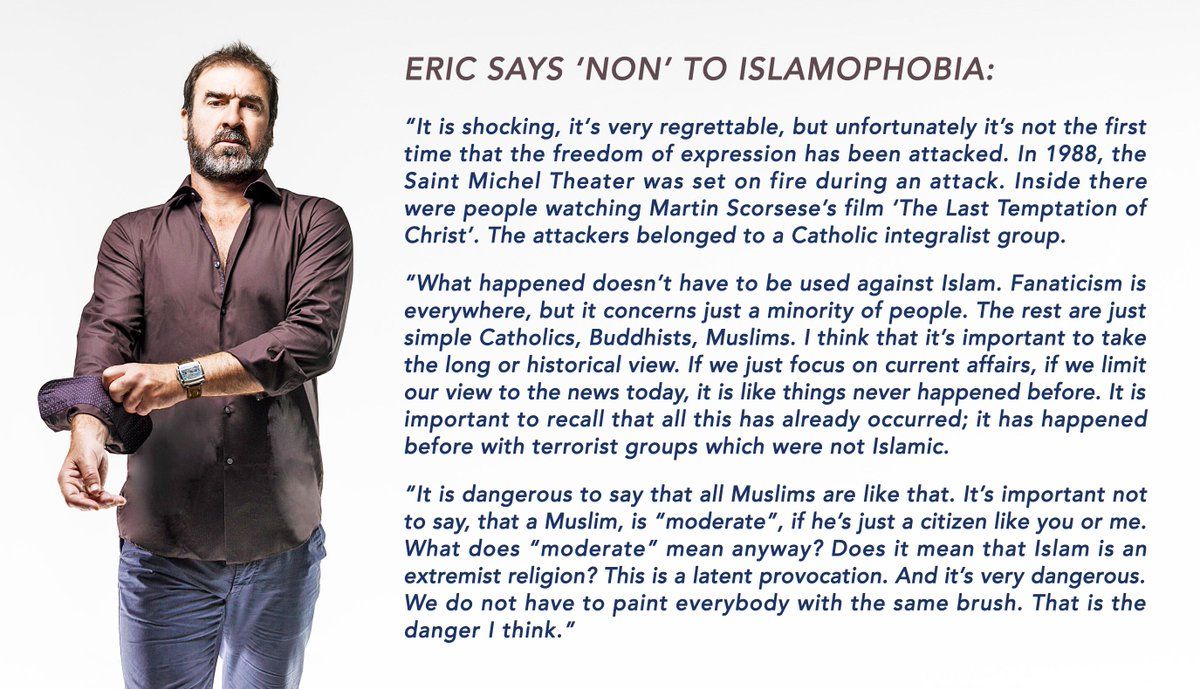 ERIC SAYS ‘NON’ TO ISLAMOPHOBIA:
“It is shocking, it’s very regrettable, but unfortunately it’s not the first
time that the freedom of expression has been attacked. In 1988, the
Saint Michel Theater was set on fire during an attack. Inside there
were people watching Martin Scorsese’s film ‘The Last Temptation of
Christ’. The attackers belonged to a Catholic integralist group.
“What happened doesn’t have to be used against Islam. Fanaticism is
everywhere, but it concerns just a minority of people. The rest are just
simple Catholics, Buddhists, Muslims. I think that it’s important to take
the long or historical view. If we just focus on current affairs, if we limit
our view to the news today, it is like things never happened before. It is
important to recall that all this has already occurred; it has happened
before with terrorist groups which were not Islamic.
“It is dangerous to say that all Muslims are like that. It’s important not
to say, that a Muslim, is “moderate”, if he’s just a citizen like you or me.
What does “moderate” mean anyway? Does it mean that Islam is an
extremist religion? This is a latent provocation. And it’s very dangerous.
We do not have to paint everybody with the same brush. That is the
danger I think.”